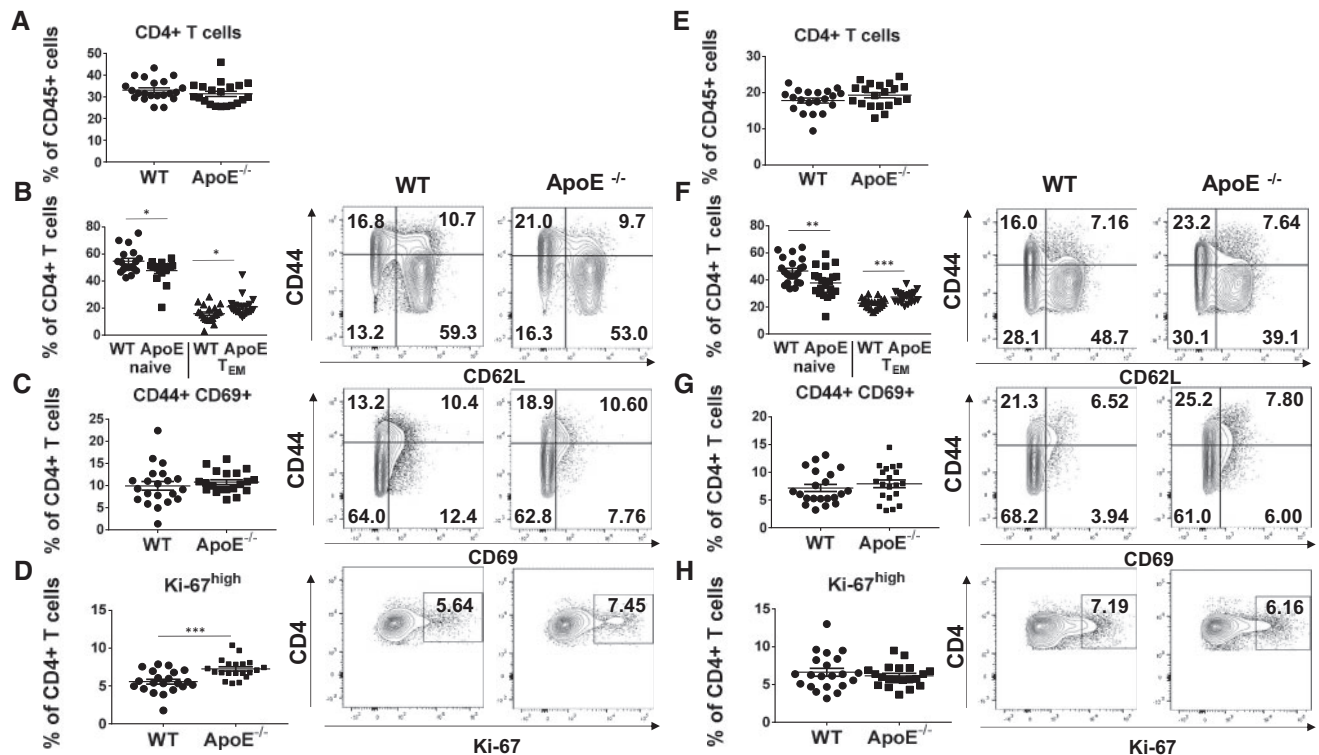 A
CD4+ T cells
% of CD45+ cells
50
40
30
20
10
0
WT ApoE-/-
B
% of CD4+ T cells
80
60
40
20
0
* *
WT ApoE WT ApoE
naive TEM
WT ApoE -/-
CD44
16.8 10.7
13.2 59.3
21.0 9.7
16.3 53.0
CD62L
C
CD44+ CD69+
% of CD4+ T cells
25
20
15
10
5
0
WT ApoE-/-
CD44
13.2 10.4
64.0 12.4
18.9 10.60
62.8 7.76
CD69
D
Ki-67high
% of CD4+ T cells
15
10
5
0
***
WT ApoE-/-
CD4
5.64
7.45
Ki-67
E
CD4+ T cells
% of CD45+ cells
30
20
10
0
WT ApoE-/-
F
% of CD4+ T cells
80
60
40
20
0
** ***
WT ApoE WT ApoE
naive TEM
WT ApoE -/-
CD44
16.0 7.16
28.1 48.7
23.2 7.64
30.1 39.1
CD62L
G
CD44+ CD69+
% of CD4+ T cells
20
15
10
5
0
WT ApoE-/-
CD44
21.3 6.52
68.2 3.94
25.2 7.80
61.0 6.00
CD69
H
Ki-67high
% of CD4+ T cells
15
10
5
0
WT ApoE-/-
CD4
7.19
6.16
Ki-67